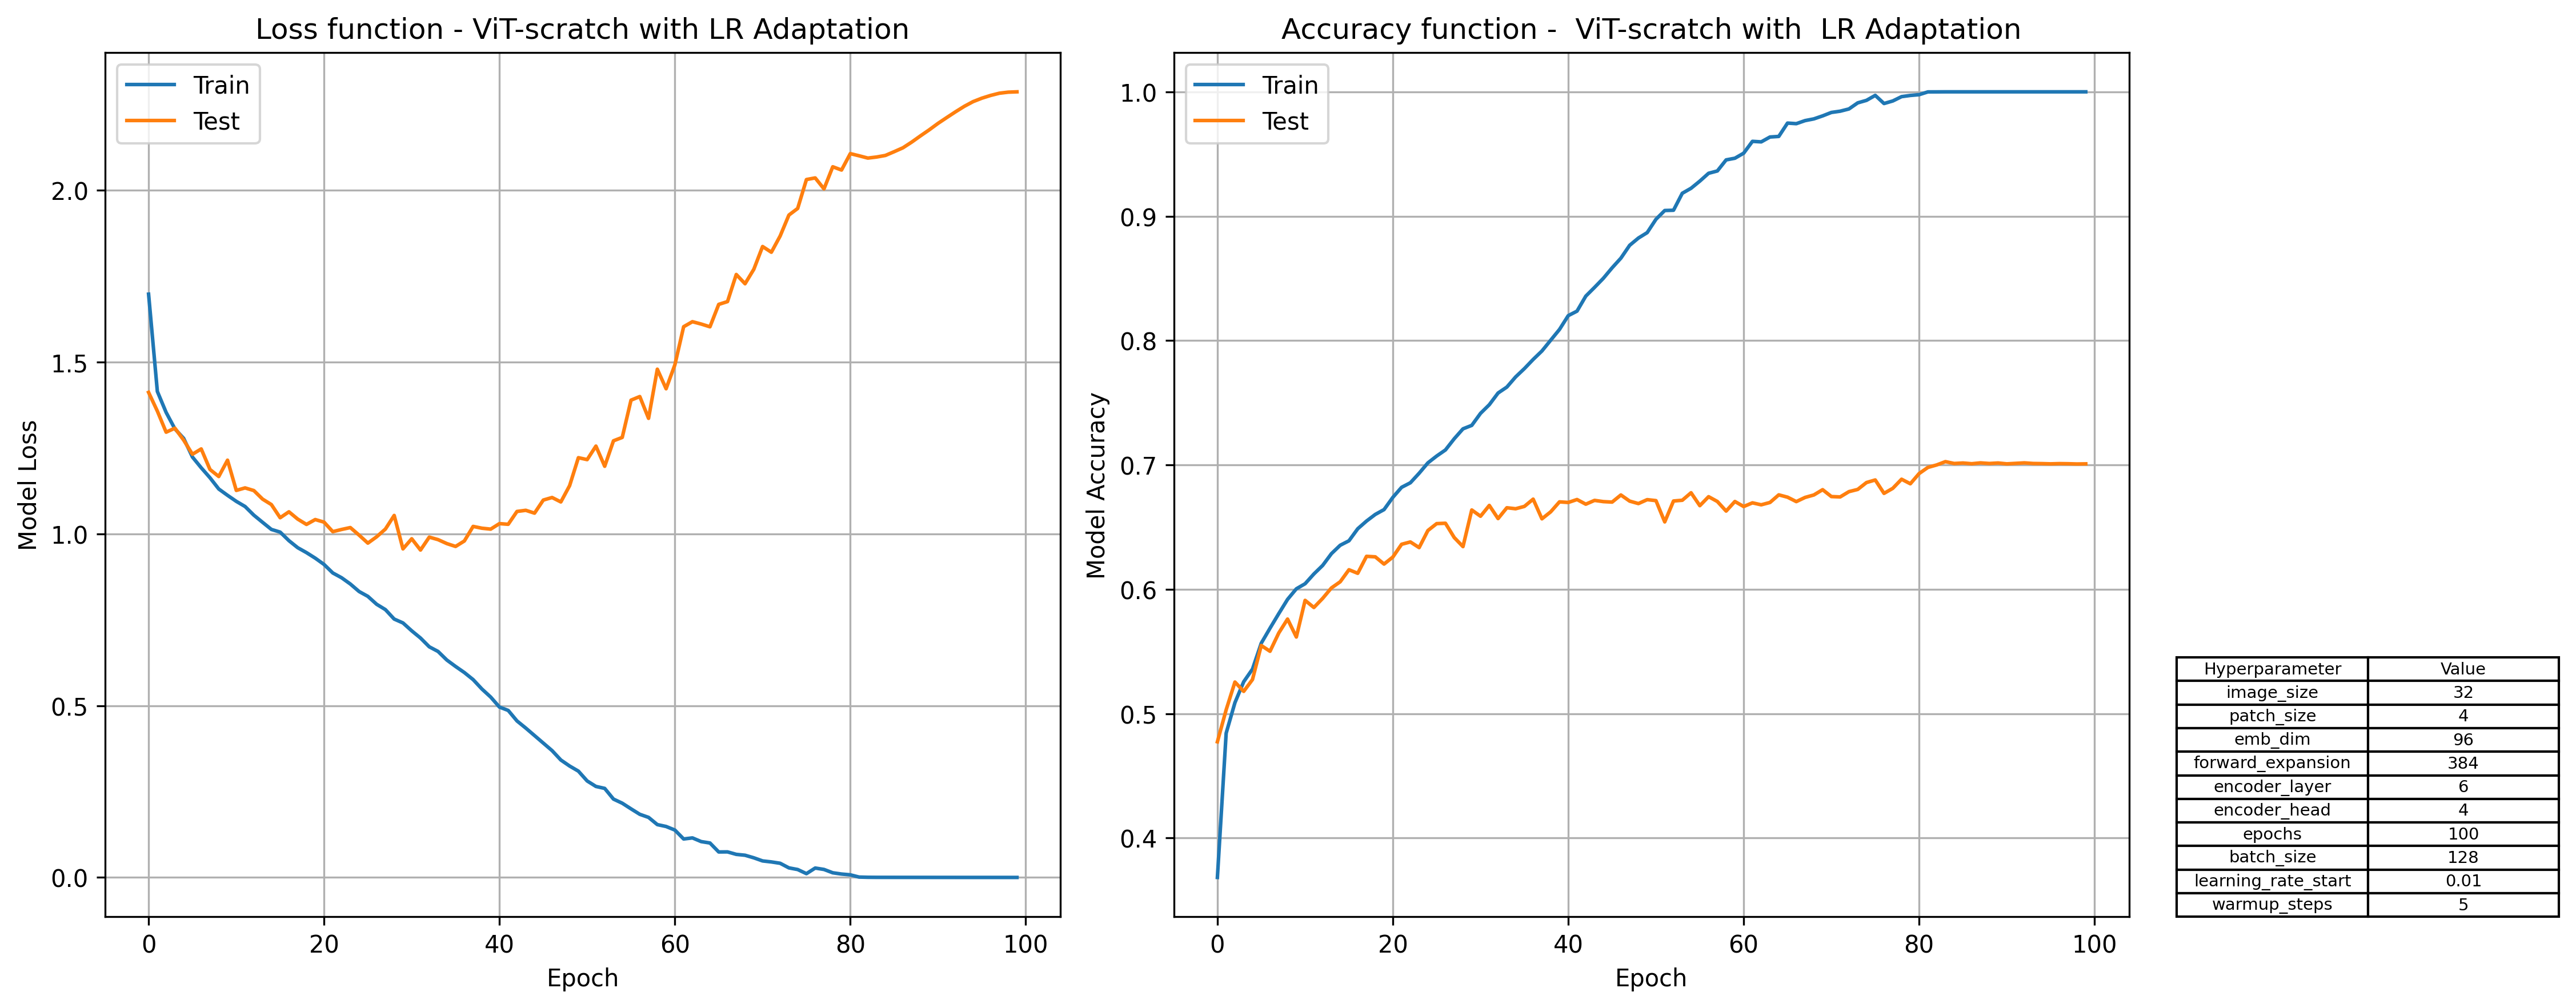 Loss function - ViT-scratch with LR Adaptation
Train
Test
2.0
1.5
1.0
0.5
0.0
Model Loss
0 20 40 60 80 100
Epoch
Accuracy function -  ViT-scratch with  LR Adaptation
Train
Test
1.0
0.9
0.8
0.7
0.6
0.5
0.4
Model Accuracy
0 20 40 60 80 100
Epoch
Hyperparameter Value
image_size 32
patch_size 4
emb_dim 96
forward_expansion 384
encoder_layer 6
encoder_head 4
epochs 100
batch_size 128
learning_rate_start 0.01
warmup_steps 5